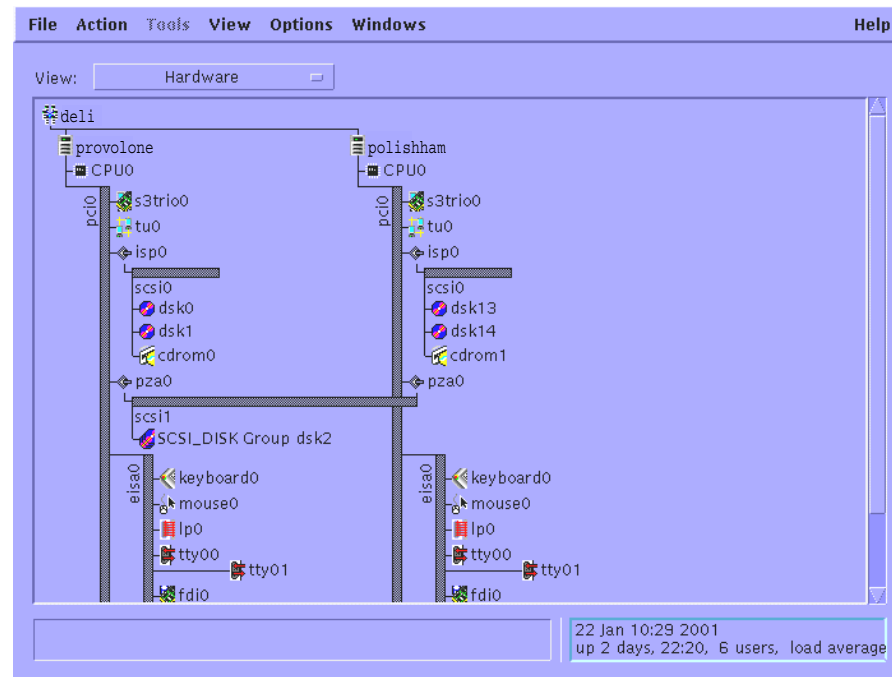 File Action Tools View Options Windows Help
View: Hardware
deli
provolone polishham
CPU0 CPU0
pci0 s3trio0 pci0 s3trio0
tu0 tu0
isp0 isp0
scsi0 scsi0
dsk0 dsk13
dsk1 dsk14
cdrom0 cdrom1
pza0 pza0
scsi1
SCSI_DISK Group dsk2
eisa0 keyboard0 eisa0 keyboard0
mouse0 mouse0
lp0 lp0
tty00 tty00
tty01 tty01
fdi0 fdi0
22 Jan 10:29 2001
up 2 days, 22:20, 6 users, load average